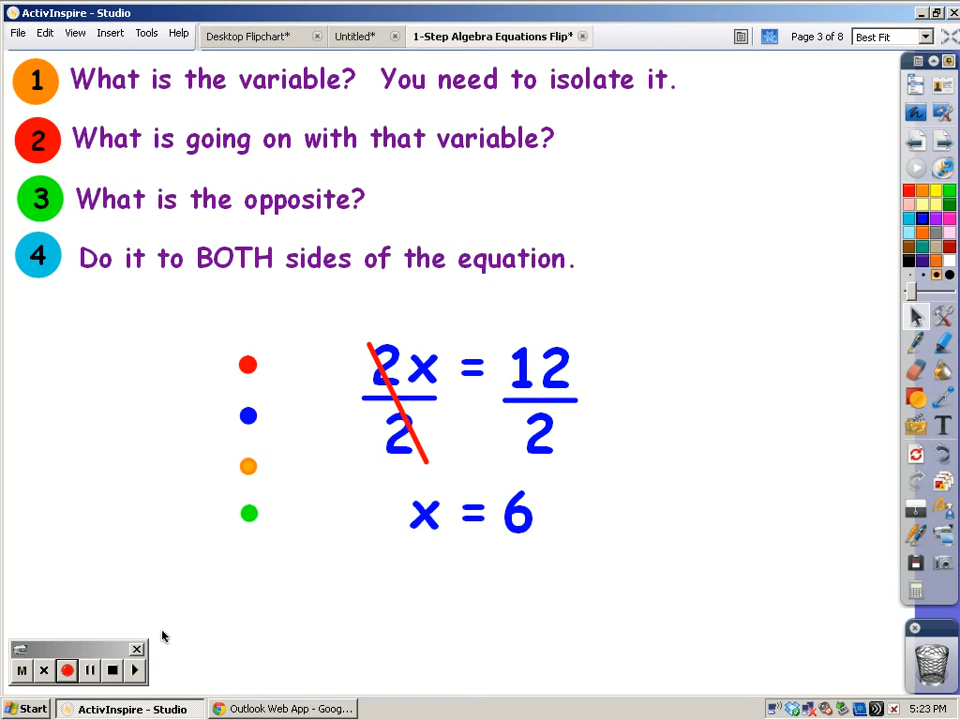 ActivInspire - Studio
File Edit View Insert Tools Help
Desktop Flipchart* Untitled* 1-Step Algebra Equations Flip* Page 3 of 8 Best Fit
1 What is the variable? You need to isolate it.
2 What is going on with that variable?
3 What is the opposite?
4 Do it to BOTH sides of the equation.
2x = 12
2 2
x = 6
M
Start ActivInspire - Studio Outlook Web App - Goog... 5:23 PM